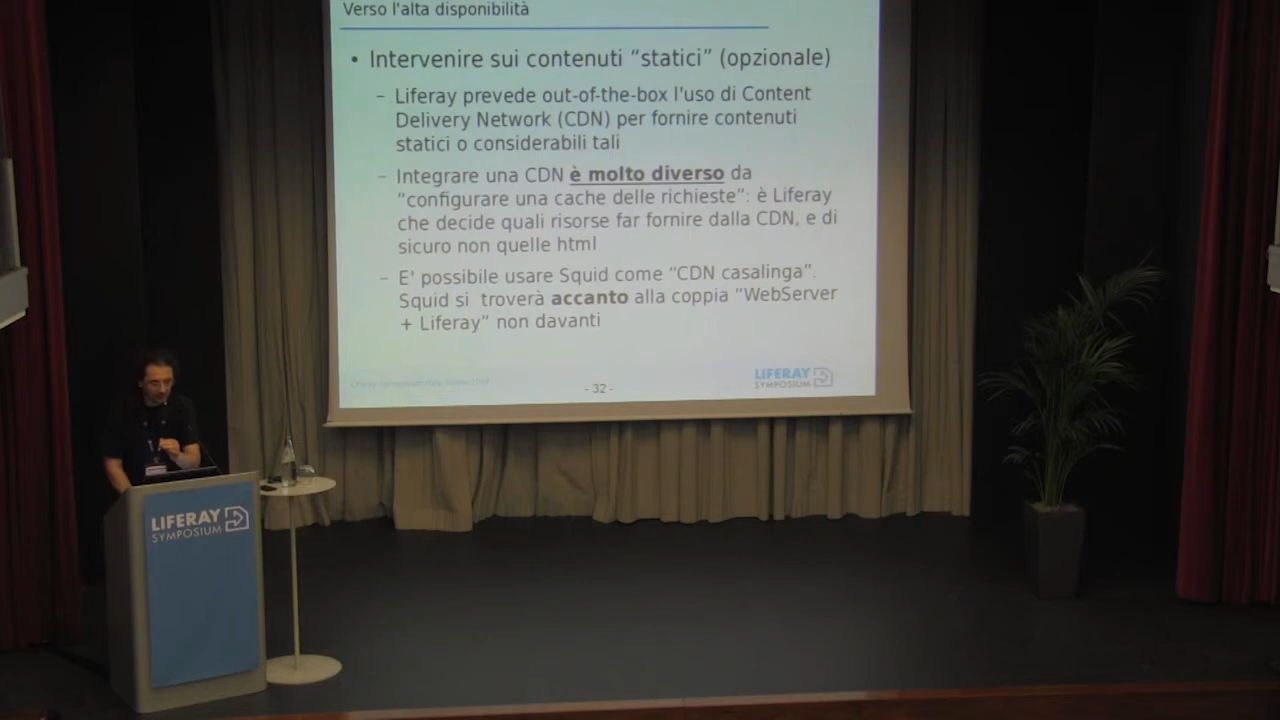 Verso l'alta disponibilità
• Intervenire sui contenuti “statici” (opzionale)
– Liferay prevede out-of-the-box l'uso di Content
Delivery Network (CDN) per fornire contenuti
statici o considerabili tali
– Integrare una CDN è molto diverso da
“configurare una cache delle richieste”: è Liferay
che decide quali risorse far fornire dalla CDN, e di
sicuro non quelle html
– E' possibile usare Squid come “CDN casalinga”.
Squid si troverà accanto alla coppia “WebServer
+ Liferay” non davanti
- 32 -
LIFERAY
SYMPOSIUM
LIFERAY
SYMPOSIUM